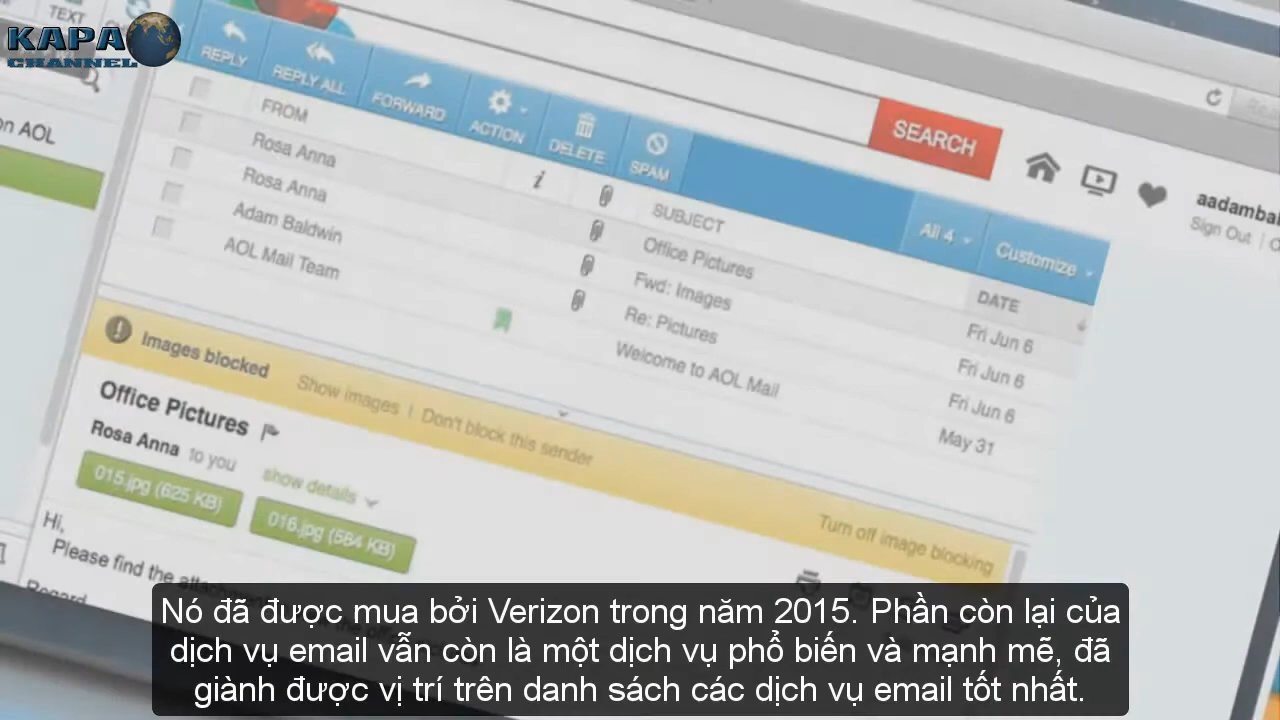 TEXT
KAPA
CHANNEL
on AOL
REPLY
REPLY ALL
FORWARD
ACTION
DELETE
SPAM
SEARCH
aadambal
Sign Out
All 4
Customize
FROM
SUBJECT
DATE
Rosa Anna
Office Pictures
Fri Jun 6
Rosa Anna
Fwd: Images
Fri Jun 6
Adam Baldwin
Re: Pictures
Fri Jun 6
AOL Mail Team
Welcome to AOL Mail
May 31
Images blocked
Show images | Don't block this sender
Turn off image blocking
Office Pictures
Rosa Anna to you
show details
015.jpg (625 KB)
016.jpg (584 KB)
Hi,
Please find the
Nó đã được mua bởi Verizon trong năm 2015. Phần còn lại của
dịch vụ email vẫn còn là một dịch vụ phổ biến và mạnh mẽ, đã
giành được vị trí trên danh sách các dịch vụ email tốt nhất.